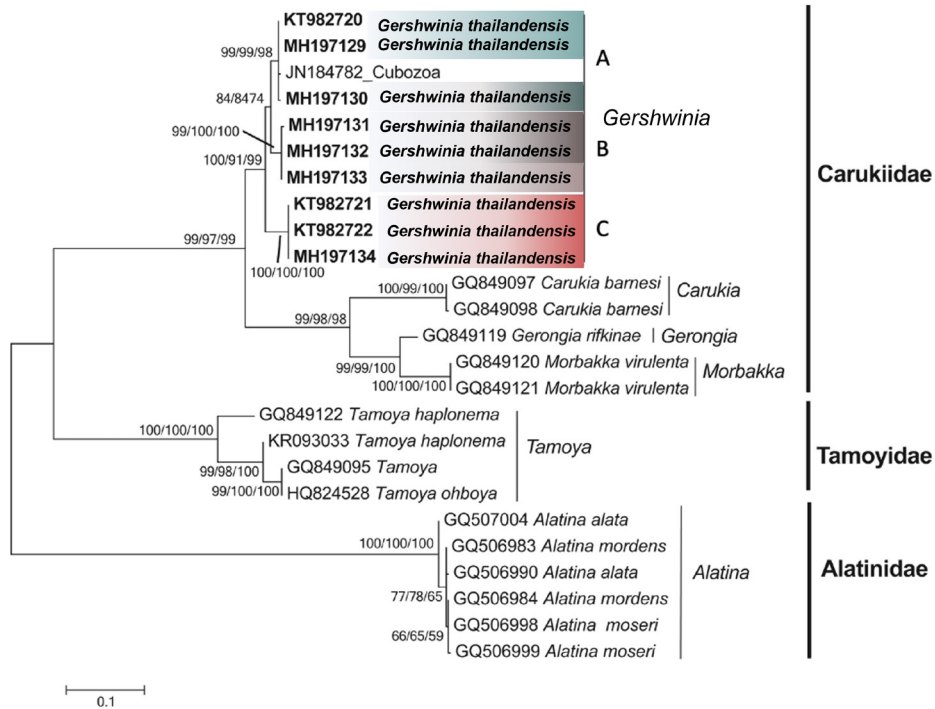 KT982720 Gershwinia thailandensis
99/99/98
MH197129 Gershwinia thailandensis
A
JN184782_Cubozoa
84/8474
MH197130 Gershwinia thailandensis
Gershwinia
99/100/100
MH197131 Gershwinia thailandensis
MH197132 Gershwinia thailandensis
B
100/91/99
MH197133 Gershwinia thailandensis
Carukiidae
KT982721 Gershwinia thailandensis
KT982722 Gershwinia thailandensis
C
99/97/99
MH197134 Gershwinia thailandensis
100/100/100
GQ849097 Carukia barnesi
100/99/100
Carukia
GQ849098 Carukia barnesi
99/98/98
GQ849119 Gerongia rifkinae
Gerongia
99/99/100
GQ849120 Morbakka virulenta
Morbakka
100/100/100
GQ849121 Morbakka virulenta
GQ849122 Tamoya haplonema
100/100/100
KR093033 Tamoya haplonema
Tamoya
Tamoyidae
99/98/100
GQ849095 Tamoya
99/100/100
HQ824528 Tamoya ohboya
GQ507004 Alatina alata
100/100/100
GQ506983 Alatina mordens
GQ506990 Alatina alata
Alatina
Alatinidae
77/78/65
GQ506984 Alatina mordens
GQ506998 Alatina moseri
66/65/59
GQ506999 Alatina moseri
0.1